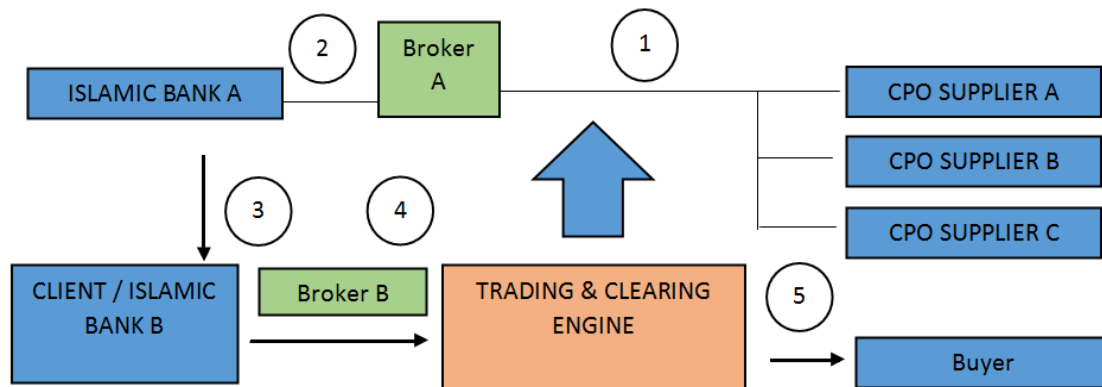 2
Broker
A
1
ISLAMIC BANK A
CPO SUPPLIER A
CPO SUPPLIER B
3
4
CPO SUPPLIER C
CLIENT / ISLAMIC
BANK B
Broker B
TRADING & CLEARING
ENGINE
5
Buyer